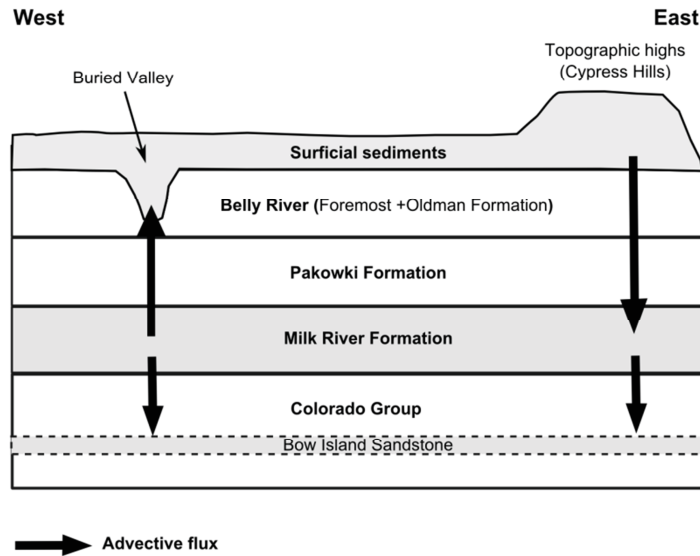 West
East
Topographic highs
(Cypress Hills)
Buried Valley
Surficial sediments
Belly River (Foremost +Oldman Formation)
Pakowki Formation
Milk River Formation
Colorado Group
Bow Island Sandstone
Advective flux